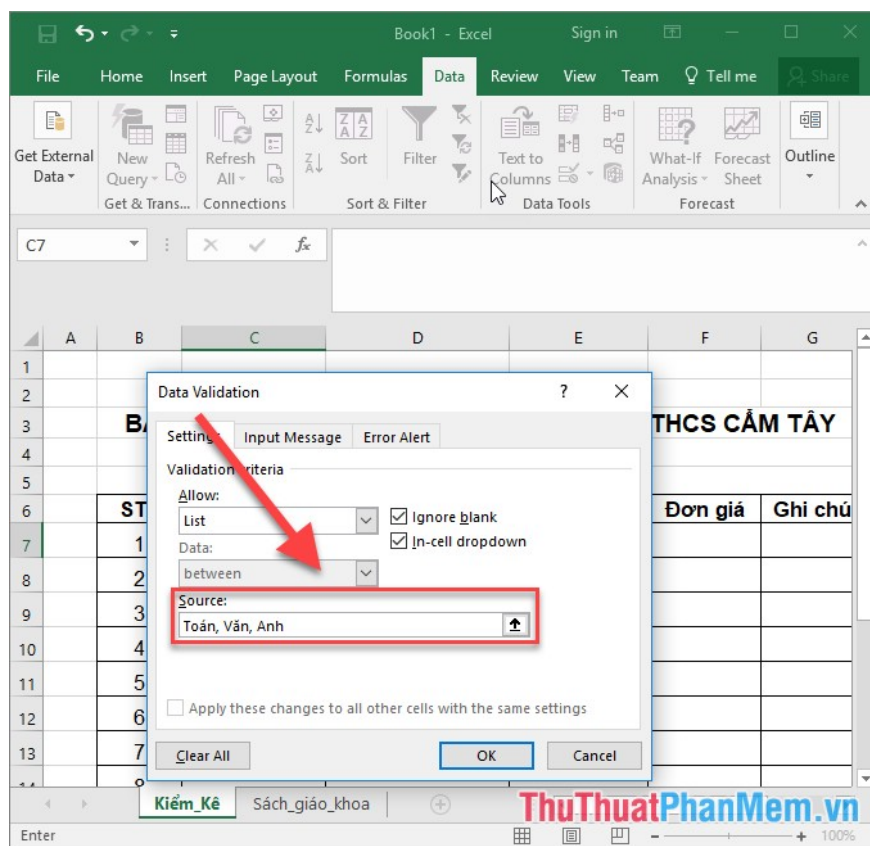 Book1 - Excel Sign in
File Home Insert Page Layout Formulas Data Review View Team Tell me Share
Get External Data
New Query
Refresh All
Sort
Filter
Text to Columns
What-If Analysis
Forecast Sheet
Outline
Get & Trans... Connections Sort & Filter Data Tools Forecast
C7 fx
A B C D E F G
1
2
Data Validation ? X
3 THCS CẨM TÂY
Settings Input Message Error Alert
4
Validation criteria
5
Allow:
6 ST Đơn giá Ghi chú
List Ignore blank
7 1
Data: In-cell dropdown
8 2
between
Source:
9 3
Toán, Văn, Anh
10 4
11 5
12 6
Apply these changes to all other cells with the same settings
13 7
Clear All OK Cancel
Kiểm_Kê Sách_giáo_khoa
ThuThuatPhanMem.vn
Enter 100%